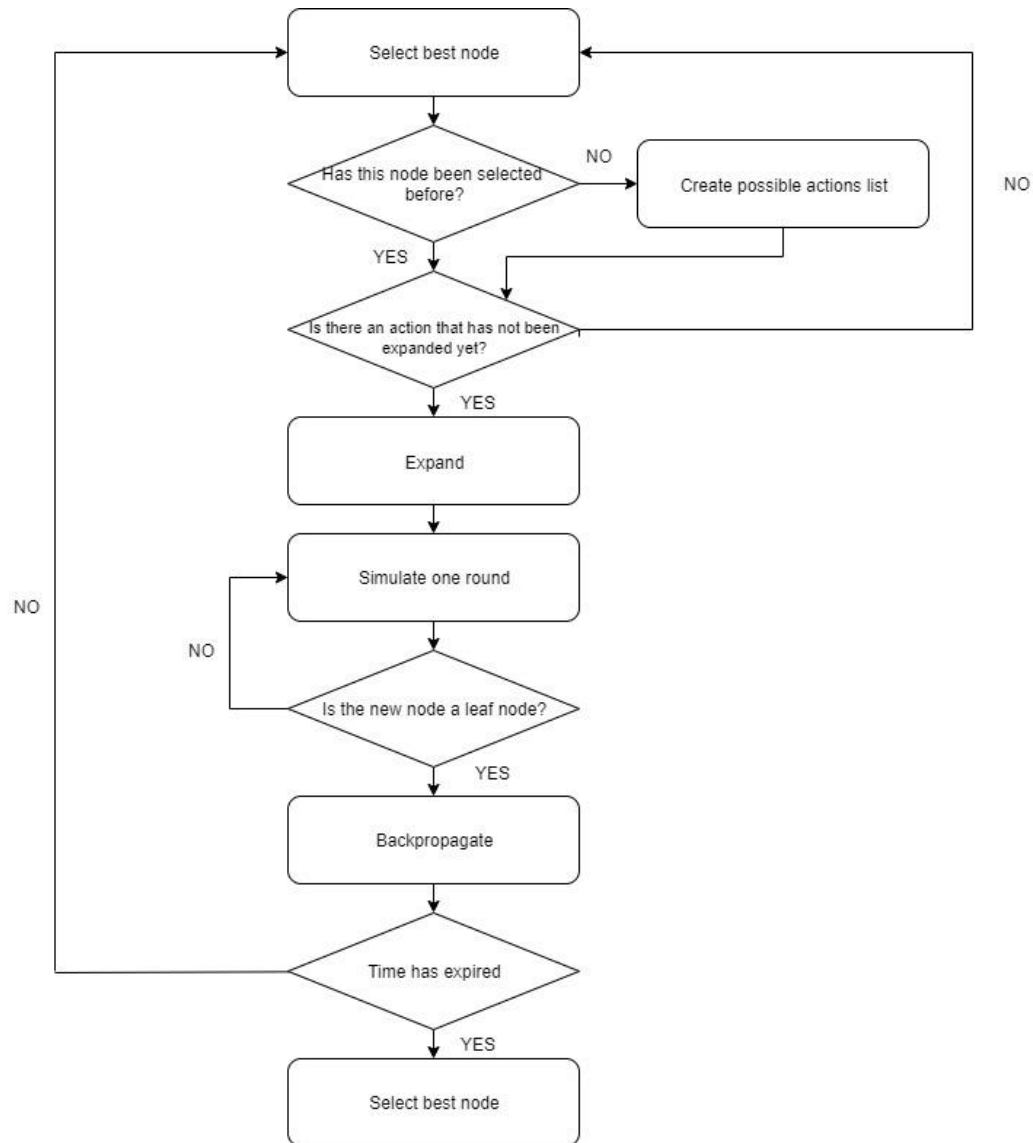 Select best node
Has this node been selected
before?
NO
Create possible actions list
NO
YES
Is there an action that has not been
expanded yet?
YES
Expand
Simulate one round
NO
NO
Is the new node a leaf node?
YES
Backpropagate
Time has expired
YES
Select best node